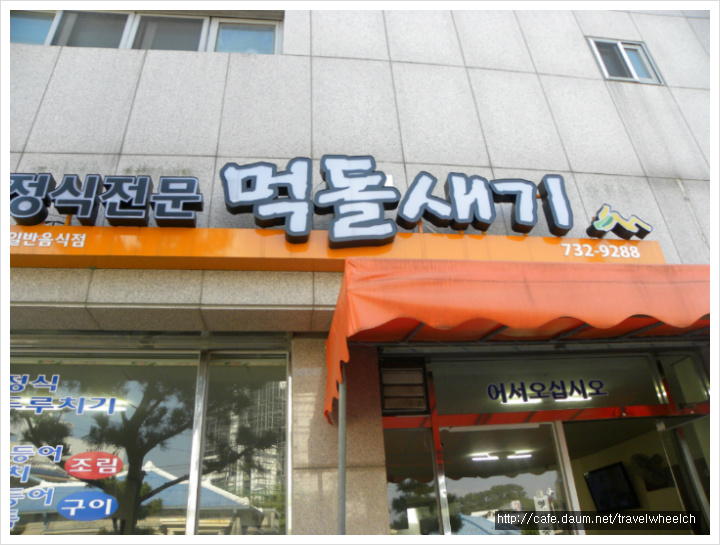 정식전문 먹돌새기
일반음식점
732-9288
어서오십시오
정식
두루치기
조림
구이
http://cafe.daum.net/travelwheelch